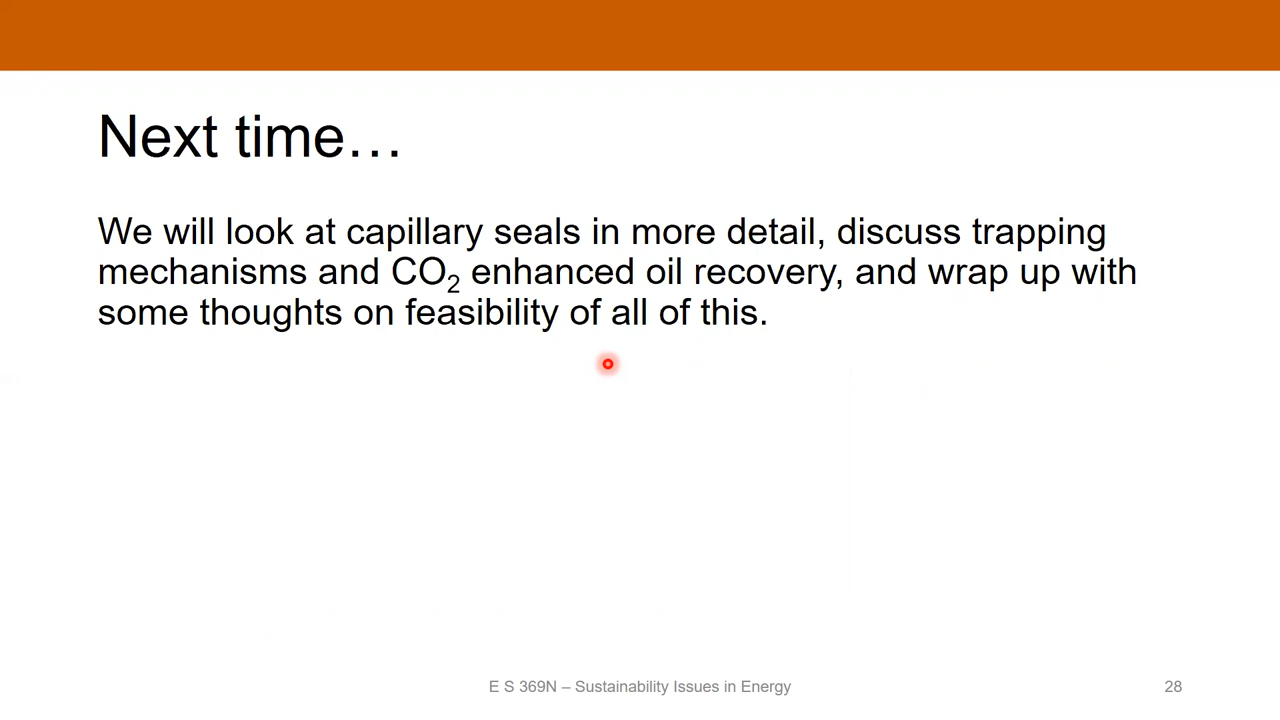 Next time…
We will look at capillary seals in more detail, discuss trapping
mechanisms and CO₂ enhanced oil recovery, and wrap up with
some thoughts on feasibility of all of this.
E S 369N – Sustainability Issues in Energy
28